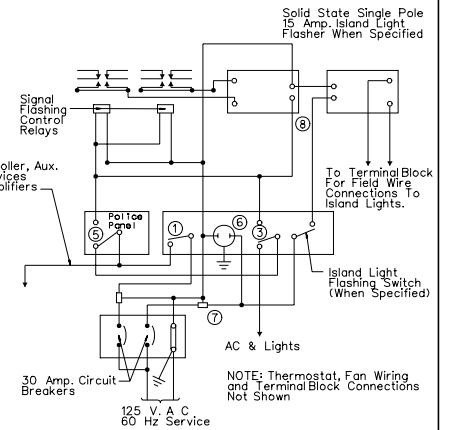 Solid State Single Pole
15 Amp. Island Light
Flasher When Specified
Signal
Flashing
Control
Relays
8
oller, Aux.
vices
plifiers
To Terminal Block
For Field Wire
Connections To
Island Lights.
Police
Panel
5
1
6
3
Island Light
Flashing Switch
(When Specified)
7
AC & Lights
30 Amp. Circuit
Breakers
NOTE: Thermostat, Fan Wiring
and Terminal Block Connections
Not Shown
125 V. A C
60 Hz Service